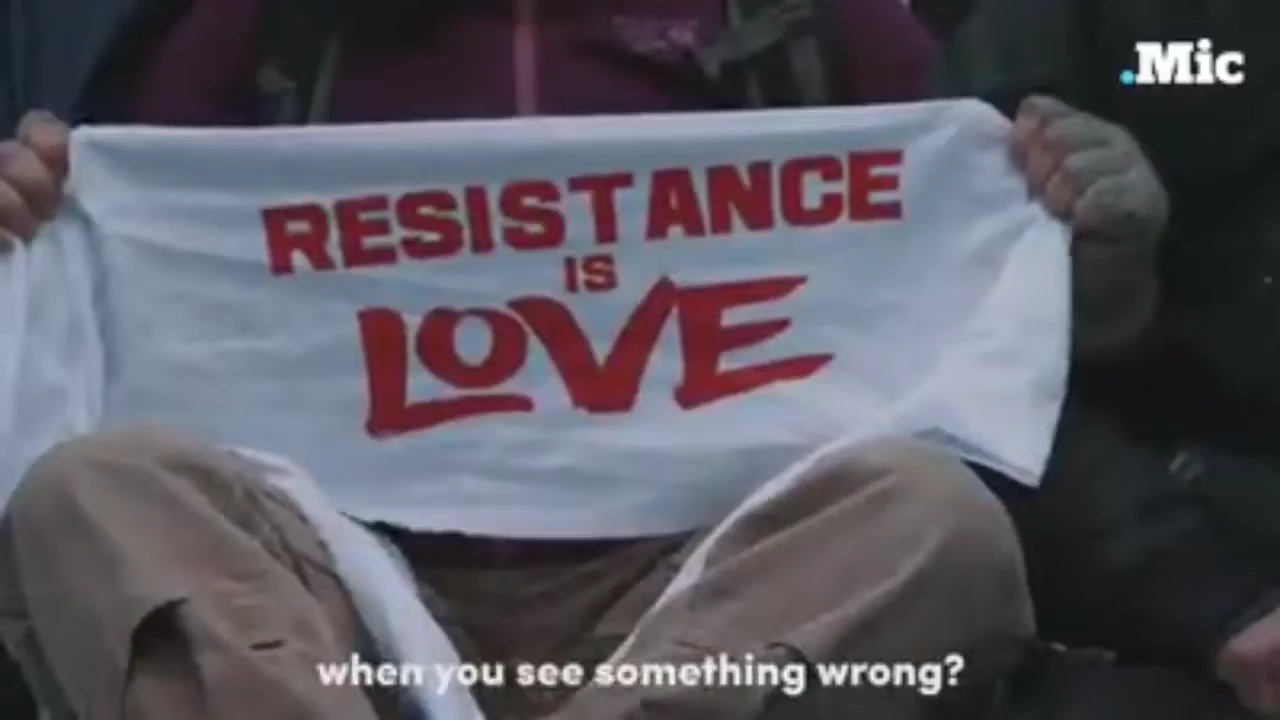 .Mic
RESISTANCE
IS
LOVE
when you see something wrong?